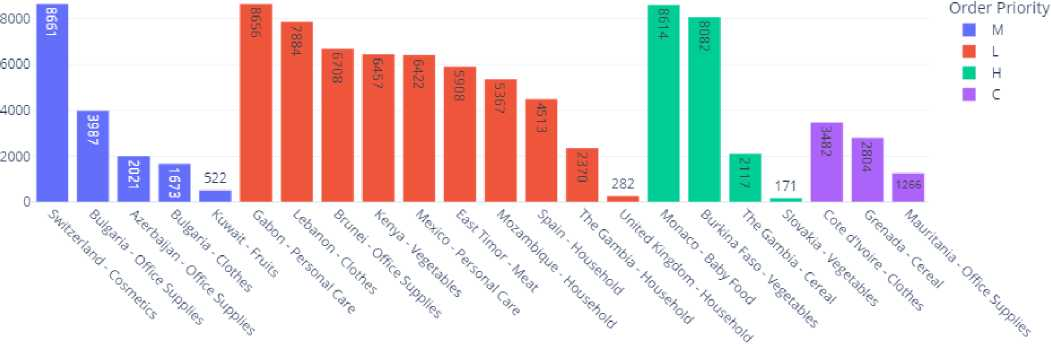 Order Priority
M
L
H
C
8000
6000
4000
2000
0
8661
3987
2021
1673
522
8656
7884
6708
6457
6422
5908
5367
4513
2370
282
8614
8082
2117
171
3482
2804
1266
Switzerland - Cosmetics
Bulgaria - Office Supplies
Azerbaijan - Office Supplies
Bulgaria - Clothes
Kuwait - Fruits
Gabon - Personal Care
Lebanon - Clothes
Brunei - Office Supplies
Kenya - Vegetables
Mexico - Personal Care
East Timor - Meat
Mozambique - Household
Spain - Household
The Gambia - Household
United Kingdom - Household
Monaco - Baby Food
Burkina Faso - Vegetables
The Gambia - Cereal
Slovakia - Vegetables
Cote d'Ivoire - Clothes
Grenada - Cereal
Mauritania - Office Supplies